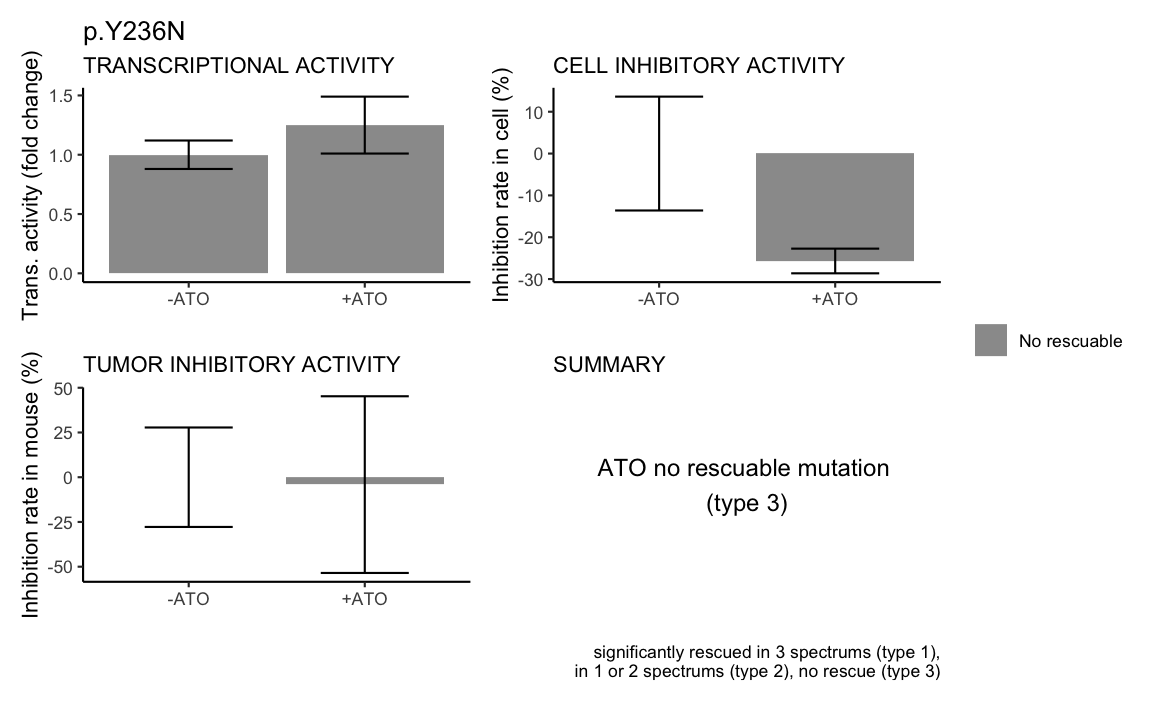 p.Y236N
TRANSCRIPTIONAL ACTIVITY
Trans. activity (fold change)
1.5
1.0
0.5
0.0
-ATO
+ATO
CELL INHIBITORY ACTIVITY
Inhibition rate in cell (%)
10
0
-10
-20
-30
-ATO
+ATO
No rescuable
TUMOR INHIBITORY ACTIVITY
Inhibition rate in mouse (%)
50
25
0
-25
-50
-ATO
+ATO
SUMMARY
ATO no rescuable mutation
(type 3)
significantly rescued in 3 spectrums (type 1),
in 1 or 2 spectrums (type 2), no rescue (type 3)